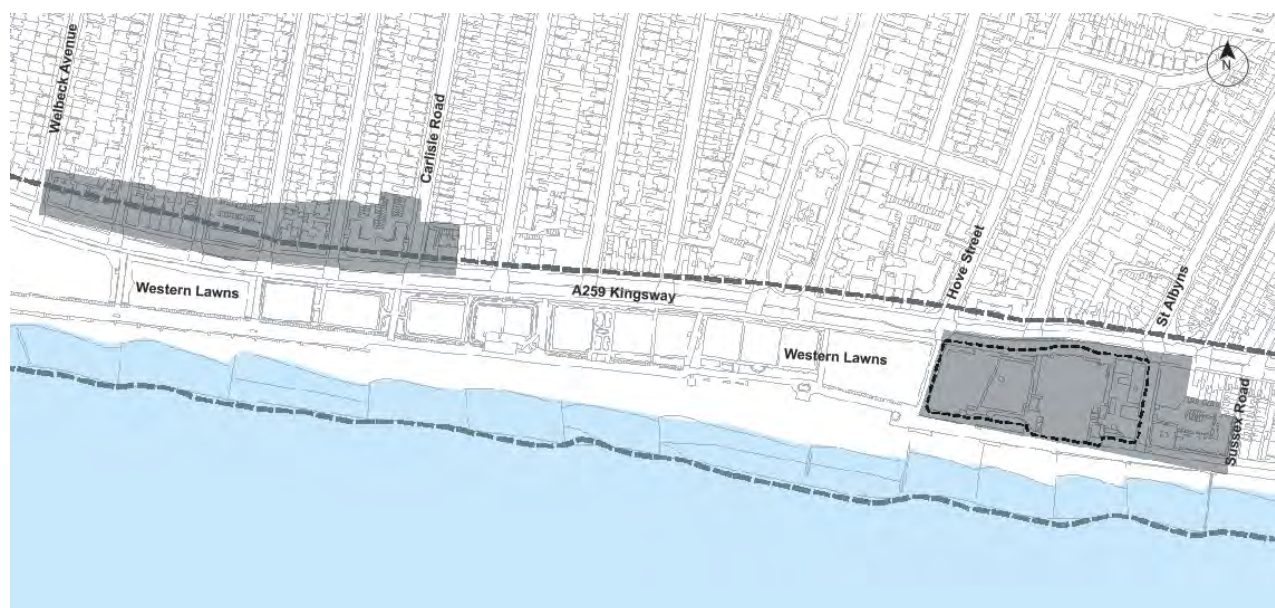 Welbeck Avenue
Carlisle Road
N
Hove Street
St Albyns
Western Lawns
A259 Kingsway
Western Lawns
Sussex Road